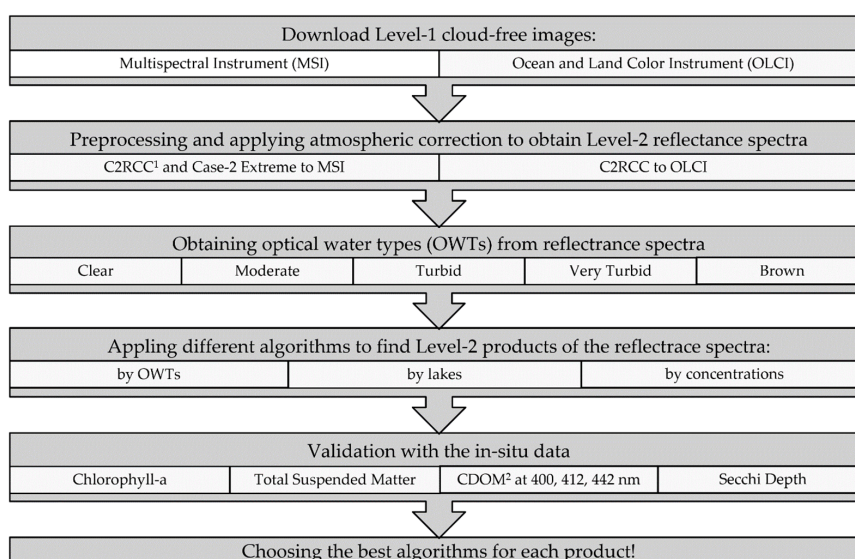 Download Level-1 cloud-free images:
Multispectral Instrument (MSI)
Ocean and Land Color Instrument (OLCI)
Preprocessing and applying atmospheric correction to obtain Level-2 reflectance spectra
C2RCC¹ and Case-2 Extreme to MSI
C2RCC to OLCI
Obtaining optical water types (OWTs) from reflectrance spectra
Clear
Moderate
Turbid
Very Turbid
Brown
Appling different algorithms to find Level-2 products of the reflectrace spectra:
by OWTs
by lakes
by concentrations
Validation with the in-situ data
Chlorophyll-a
Total Suspended Matter
CDOM² at 400, 412, 442 nm
Secchi Depth
Choosing the best algorithms for each product!